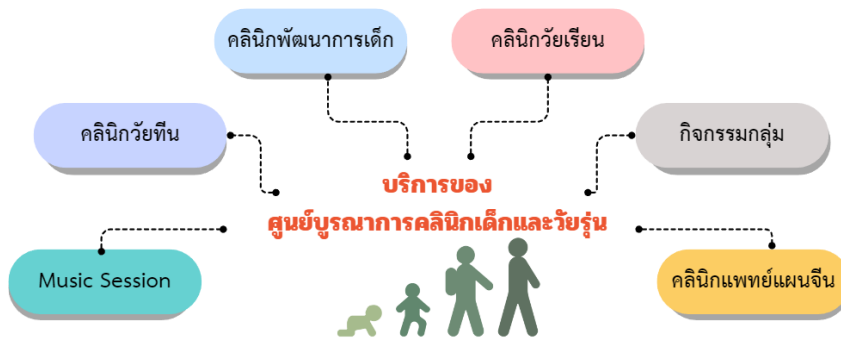 คลินิกพัฒนาการเด็ก
คลินิกวัยเรียน
คลินิกวัยทีน
กิจกรรมกลุ่ม
บริการของ
ศูนย์บูรณาการคลินิกเด็กและวัยรุ่น
Music Session
คลินิกแพทย์แผนจีน